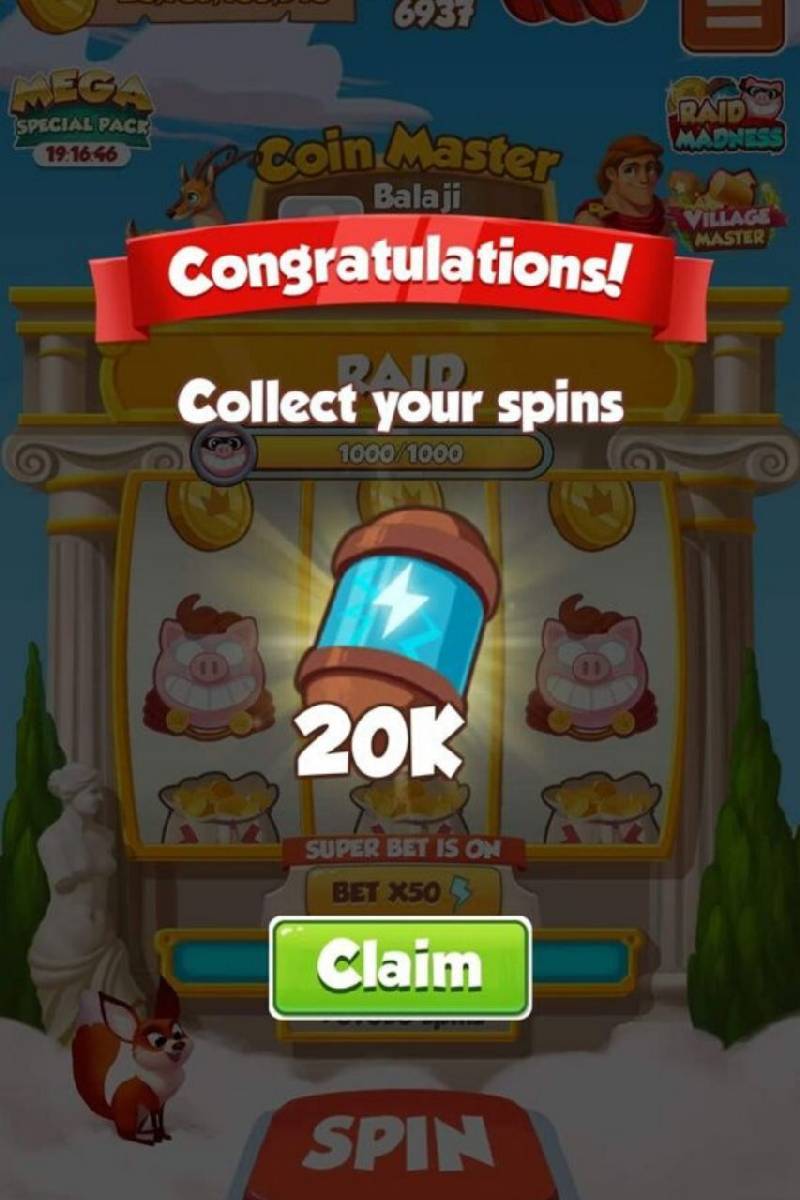 6937
MEGA
SPECIAL PACK
19:16:46
RAID
MADNESS
Coin Master
Balaji
VILLAGE
MASTER
Congratulations!
RAID
Collect your spins
1000/1000
20K
SUPER BET IS ON
BET X50
Claim
SPIN